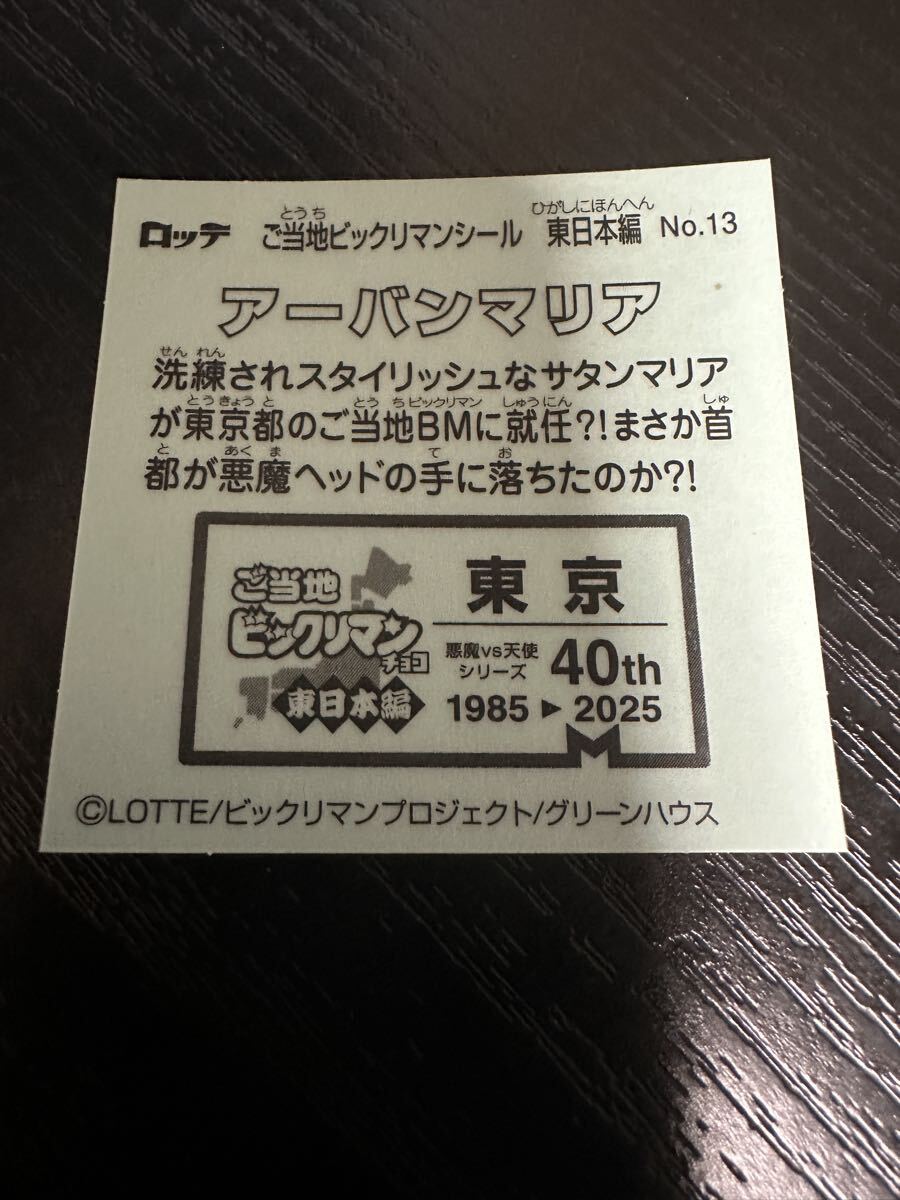 ロッテ ご当地ビックリマンシール 東日本編 No.13
とうち ひがしにほんへん
アーバンマリア
せんれん
洗練されスタイリッシュなサタンマリア
とうきょうと とうちビックリマン しゅうにん しゅ
が東京都のご当地BMに就任?!まさか首
と あくま て お
都が悪魔ヘッドの手に落ちたのか?!
ご当地
ビックリマン
チョコ
東日本編
東京
悪魔vs天使
シリーズ 40th
1985 ▶ 2025
©LOTTE/ビックリマンプロジェクト/グリーンハウス